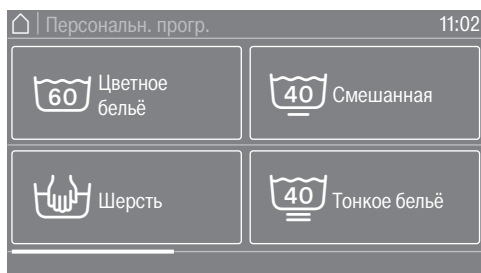 Персональн. прогр.
11:02
60 Цветное
бельё
40 Смешанная
Шерсть
40 Тонкое бельё